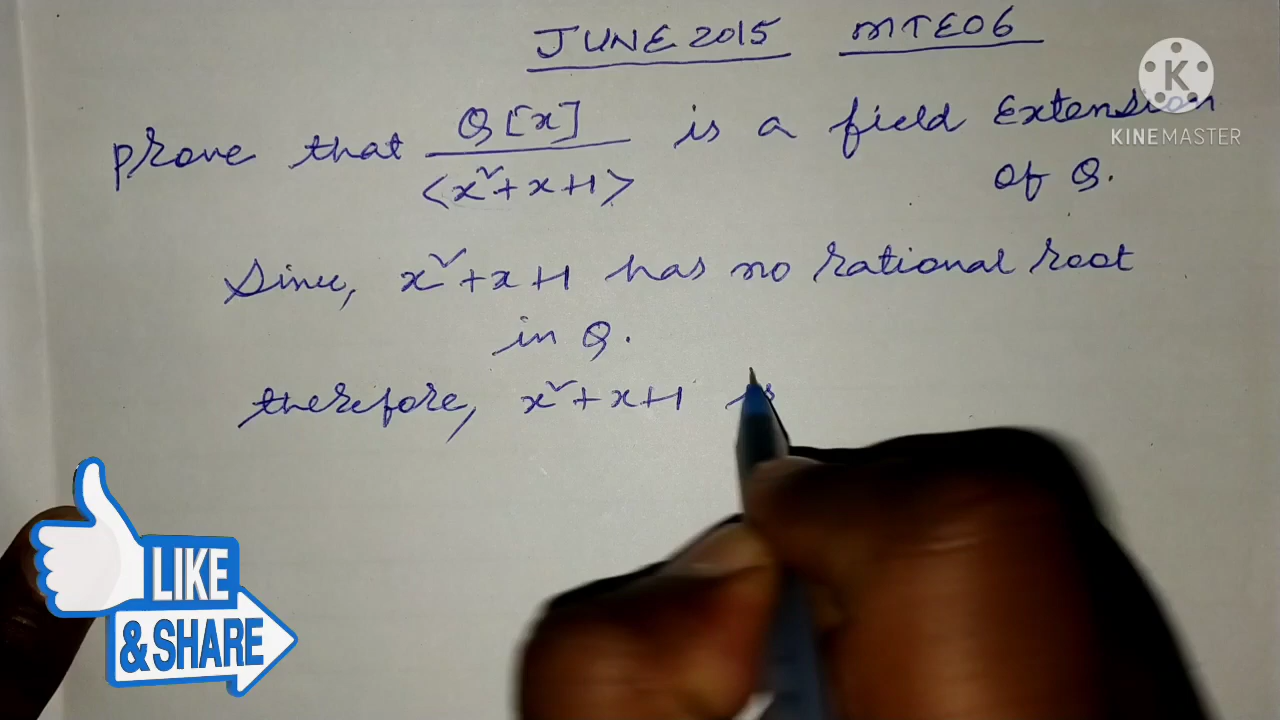 JUNE 2015 MTE06
K
KINEMASTER
prove that Q[x] / <x²+x+1> is a field Extension
of Q.
Since, x²+x+1 has no rational root
in Q.
therefore, x²+x+1 is
LIKE
& SHARE